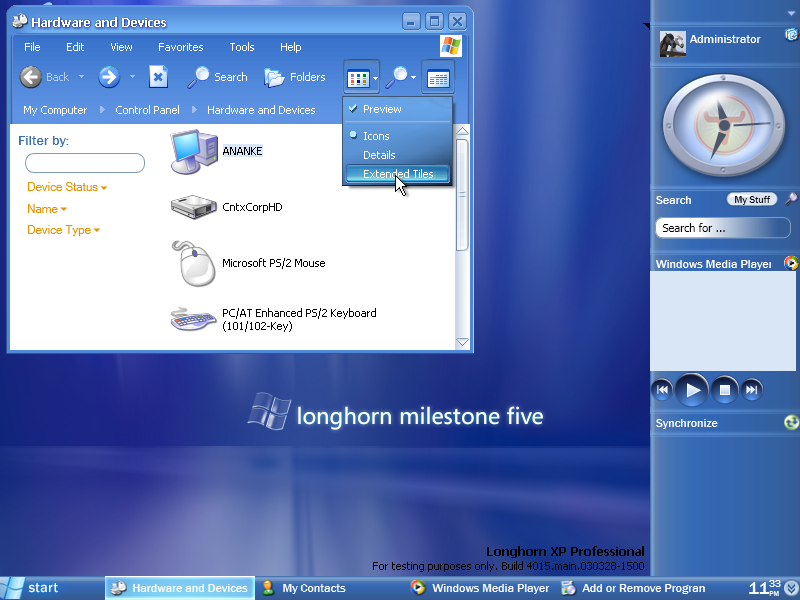 Hardware and Devices
File Edit View Favorites Tools Help
Back Search Folders
My Computer Control Panel Hardware and Devices
Preview
Icons
Details
Extended Tiles
Filter by:
Device Status
Name
Device Type
ANANKE
CntxCorpHD
Microsoft PS/2 Mouse
PC/AT Enhanced PS/2 Keyboard
(101/102-Key)
Administrator
Search My Stuff
Search for ...
Windows Media Player
Synchronize
longhorn milestone five
Longhorn XP Professional
For testing purposes only. Build 4015.main.030328-1500
start Hardware and Devices My Contacts Windows Media Player Add or Remove Progran 11 33 PM